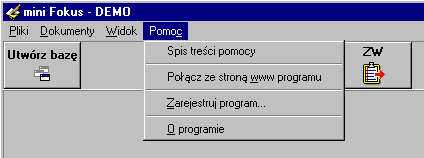 mini Fokus - DEMO
Pliki Dokumenty Widok Pomoc
Utwórz bazę
Spis treści pomocy
Połącz ze stroną www programu
Zarejestruj program...
O programie
ZW